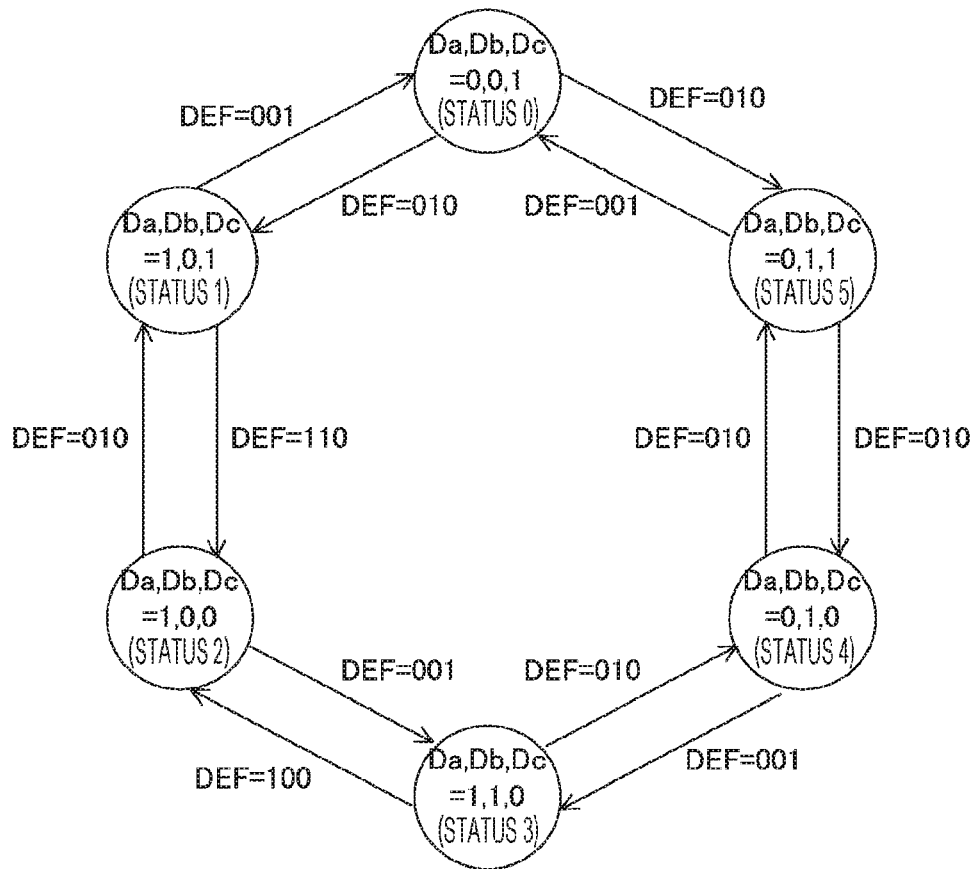 Da,Db,Dc
=0,0,1
(STATUS 0)
DEF=001
DEF=010
DEF=010
DEF=001
Da,Db,Dc
=1,0,1
(STATUS 1)
Da,Db,Dc
=0,1,1
(STATUS 5)
DEF=010
DEF=110
DEF=010
DEF=010
Da,Db,Dc
=1,0,0
(STATUS 2)
Da,Db,Dc
=0,1,0
(STATUS 4)
DEF=001
DEF=010
DEF=100
DEF=001
Da,Db,Dc
=1,1,0
(STATUS 3)